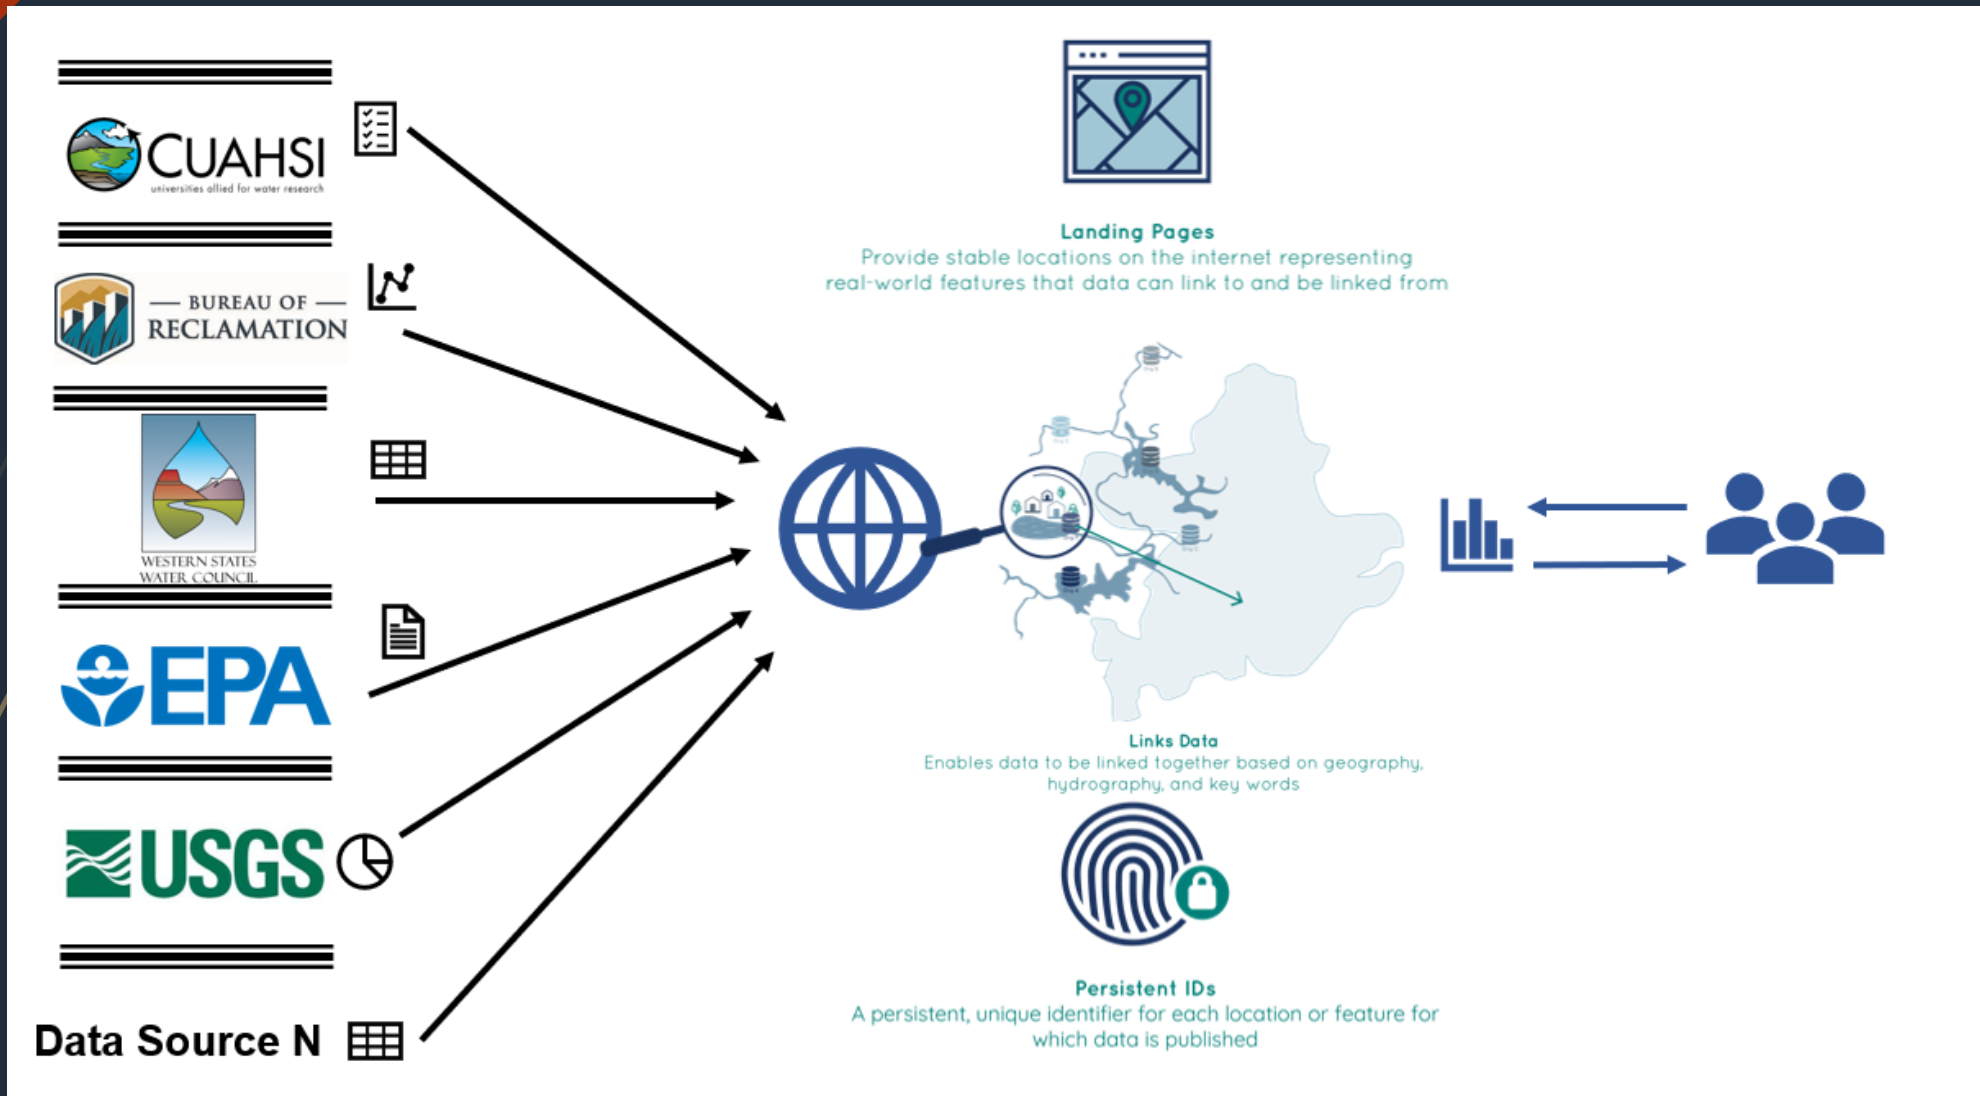 CUAHSI
universities allied for water research
BUREAU OF
RECLAMATION
WESTERN STATES
WATER COUNCIL
EPA
USGS
Data Source N
Landing Pages
Provide stable locations on the internet representing
real-world features that data can link to and be linked from
Links Data
Enables data to be linked together based on geography,
hydrography, and key words
Persistent IDs
A persistent, unique identifier for each location or feature for
which data is published